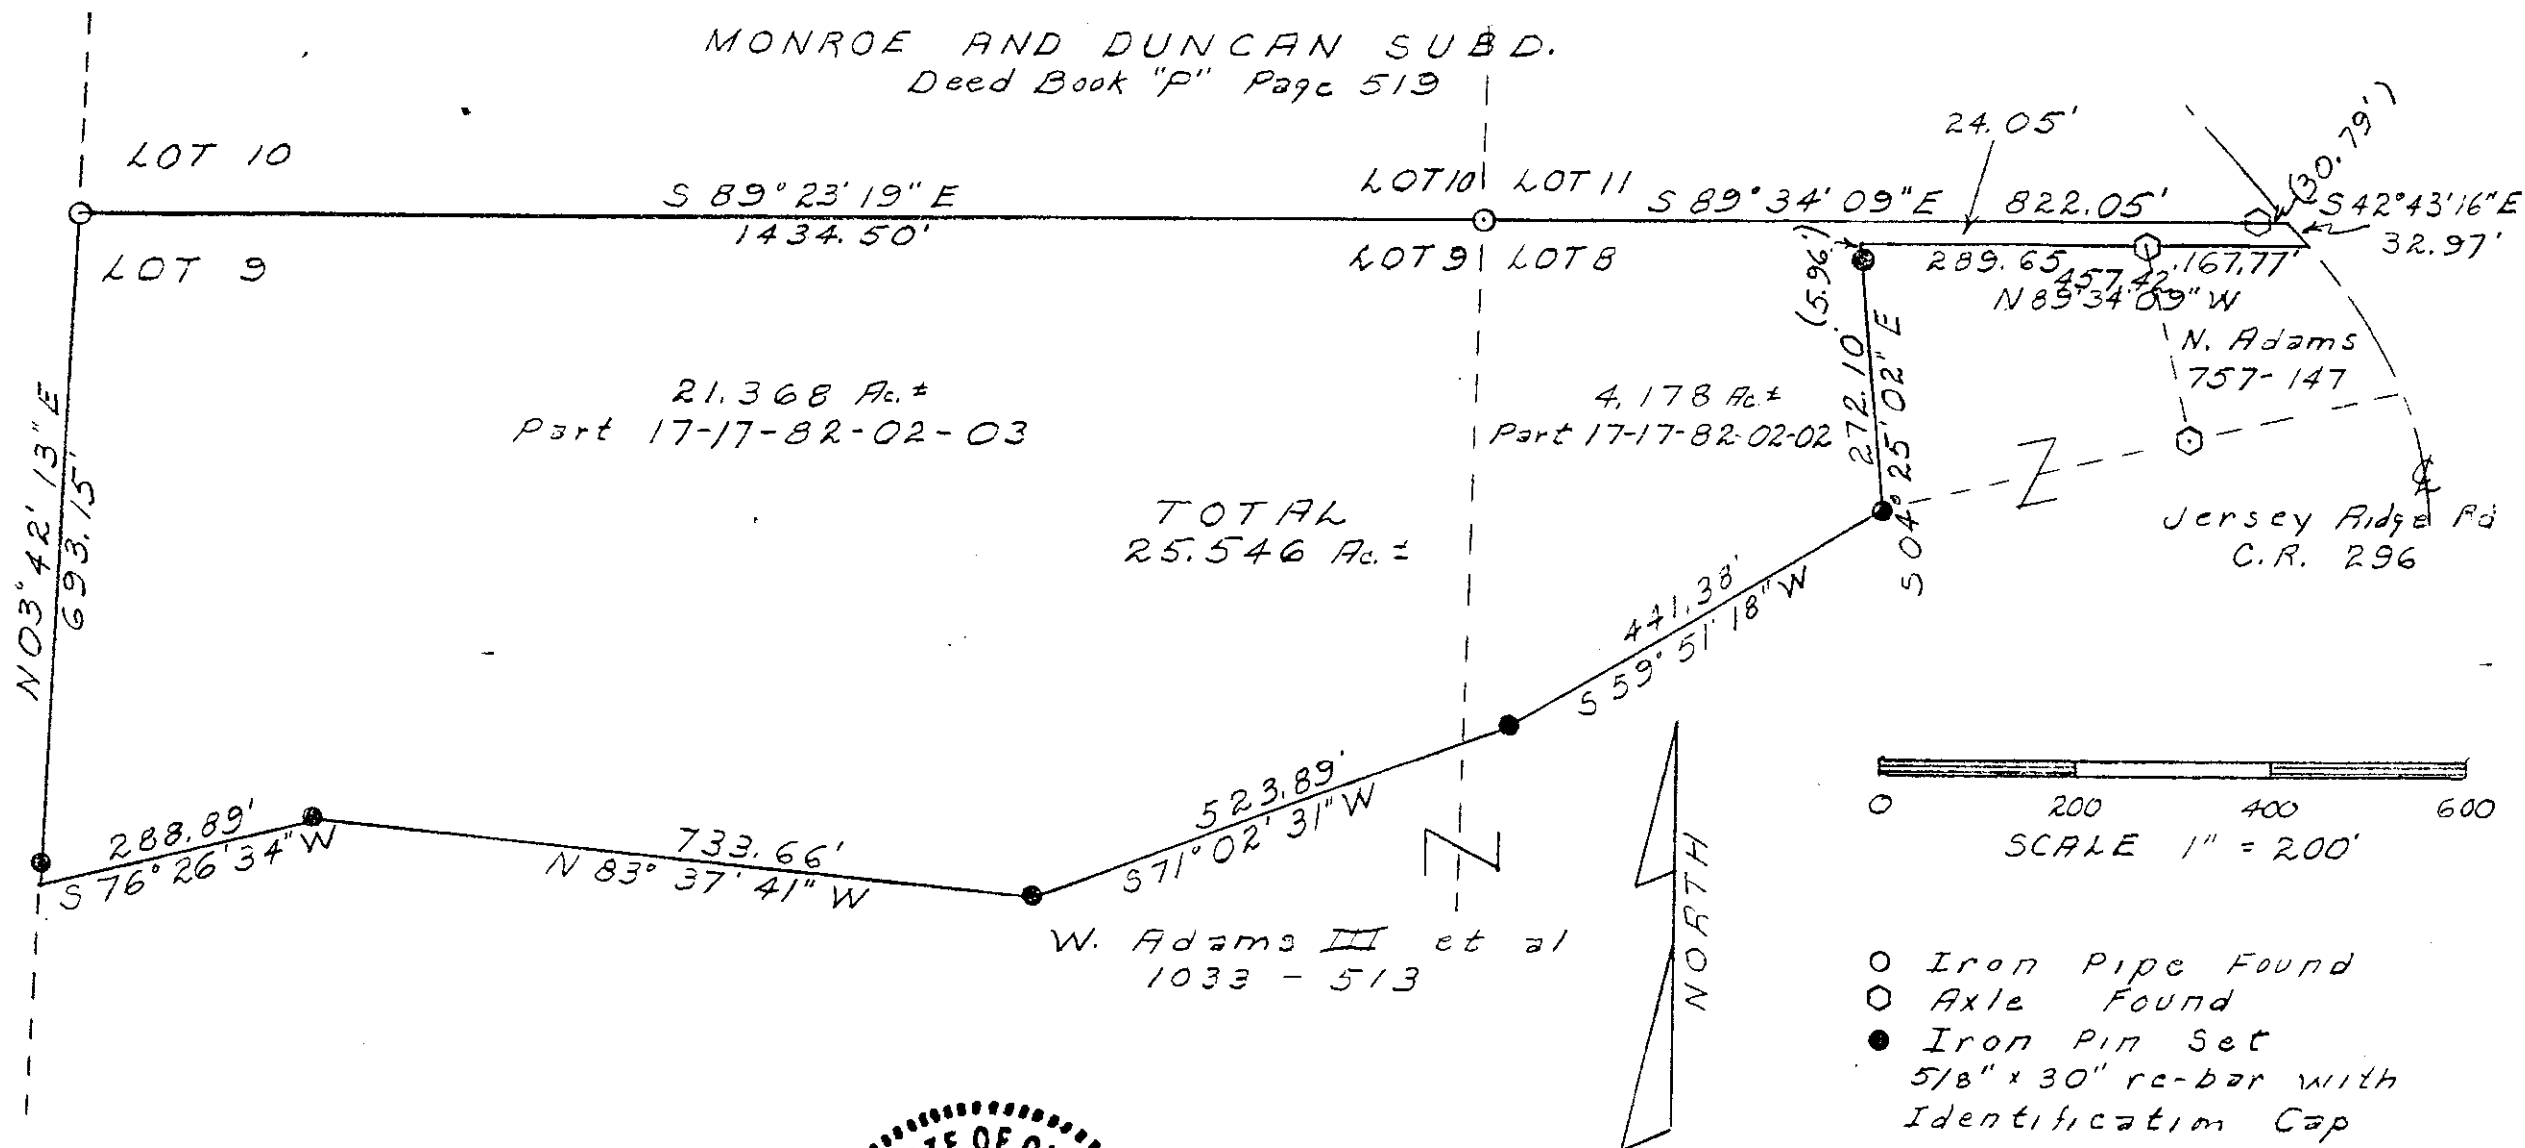 MONROE AND DUNCAN SUBD.
Deed Book "P" Page 519
24.05'
(30.79')
LOT 10
S 89° 23' 19" E
1434.50'
LOT 10
LOT 11
S 89° 34' 09" E 822.05'
S 42° 43' 16" E
32.97'
LOT 9
LOT 9
LOT 8
(5.96')
289.65
167.77'
457.42'
N 89° 34' 09" W
N. Adams
757-147
N 03° 42' 13" E
693.15'
21.368 Ac. ±
Part 17-17-82-02-03
4.178 Ac ±
Part 17-17-82-02-02
272.10'
S 04° 25' 02" E
TOTAL
25.546 Ac. ±
Jersey Ridge Rd
C.R. 296
441.38'
S 59° 51' 18" W
523.89'
S 71° 02' 31" W
733.66'
N 83° 37' 41" W
288.89'
S 76° 26' 34" W
0 200 400 600
SCALE 1" = 200'
NORTH
W. Adams III et al
1033 - 513
Iron Pipe Found
Axle Found
Iron Pin Set
5/8" x 30" re-bar with
Identification Cap
OF